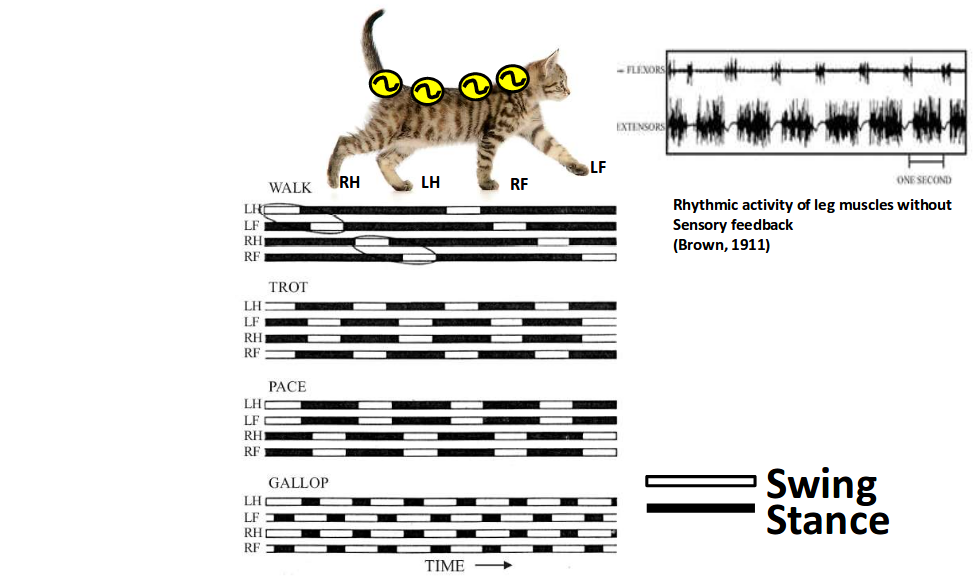 RH
LH
RF
LF
WALK
LH
LF
RH
RF
TROT
LH
LF
RH
RF
PACE
LH
LF
RH
RF
GALLOP
LH
LF
RH
RF
TIME
FLEXORS
EXTENSORS
ONE SECOND
Rhythmic activity of leg muscles without
Sensory feedback
(Brown, 1911)
Swing
Stance